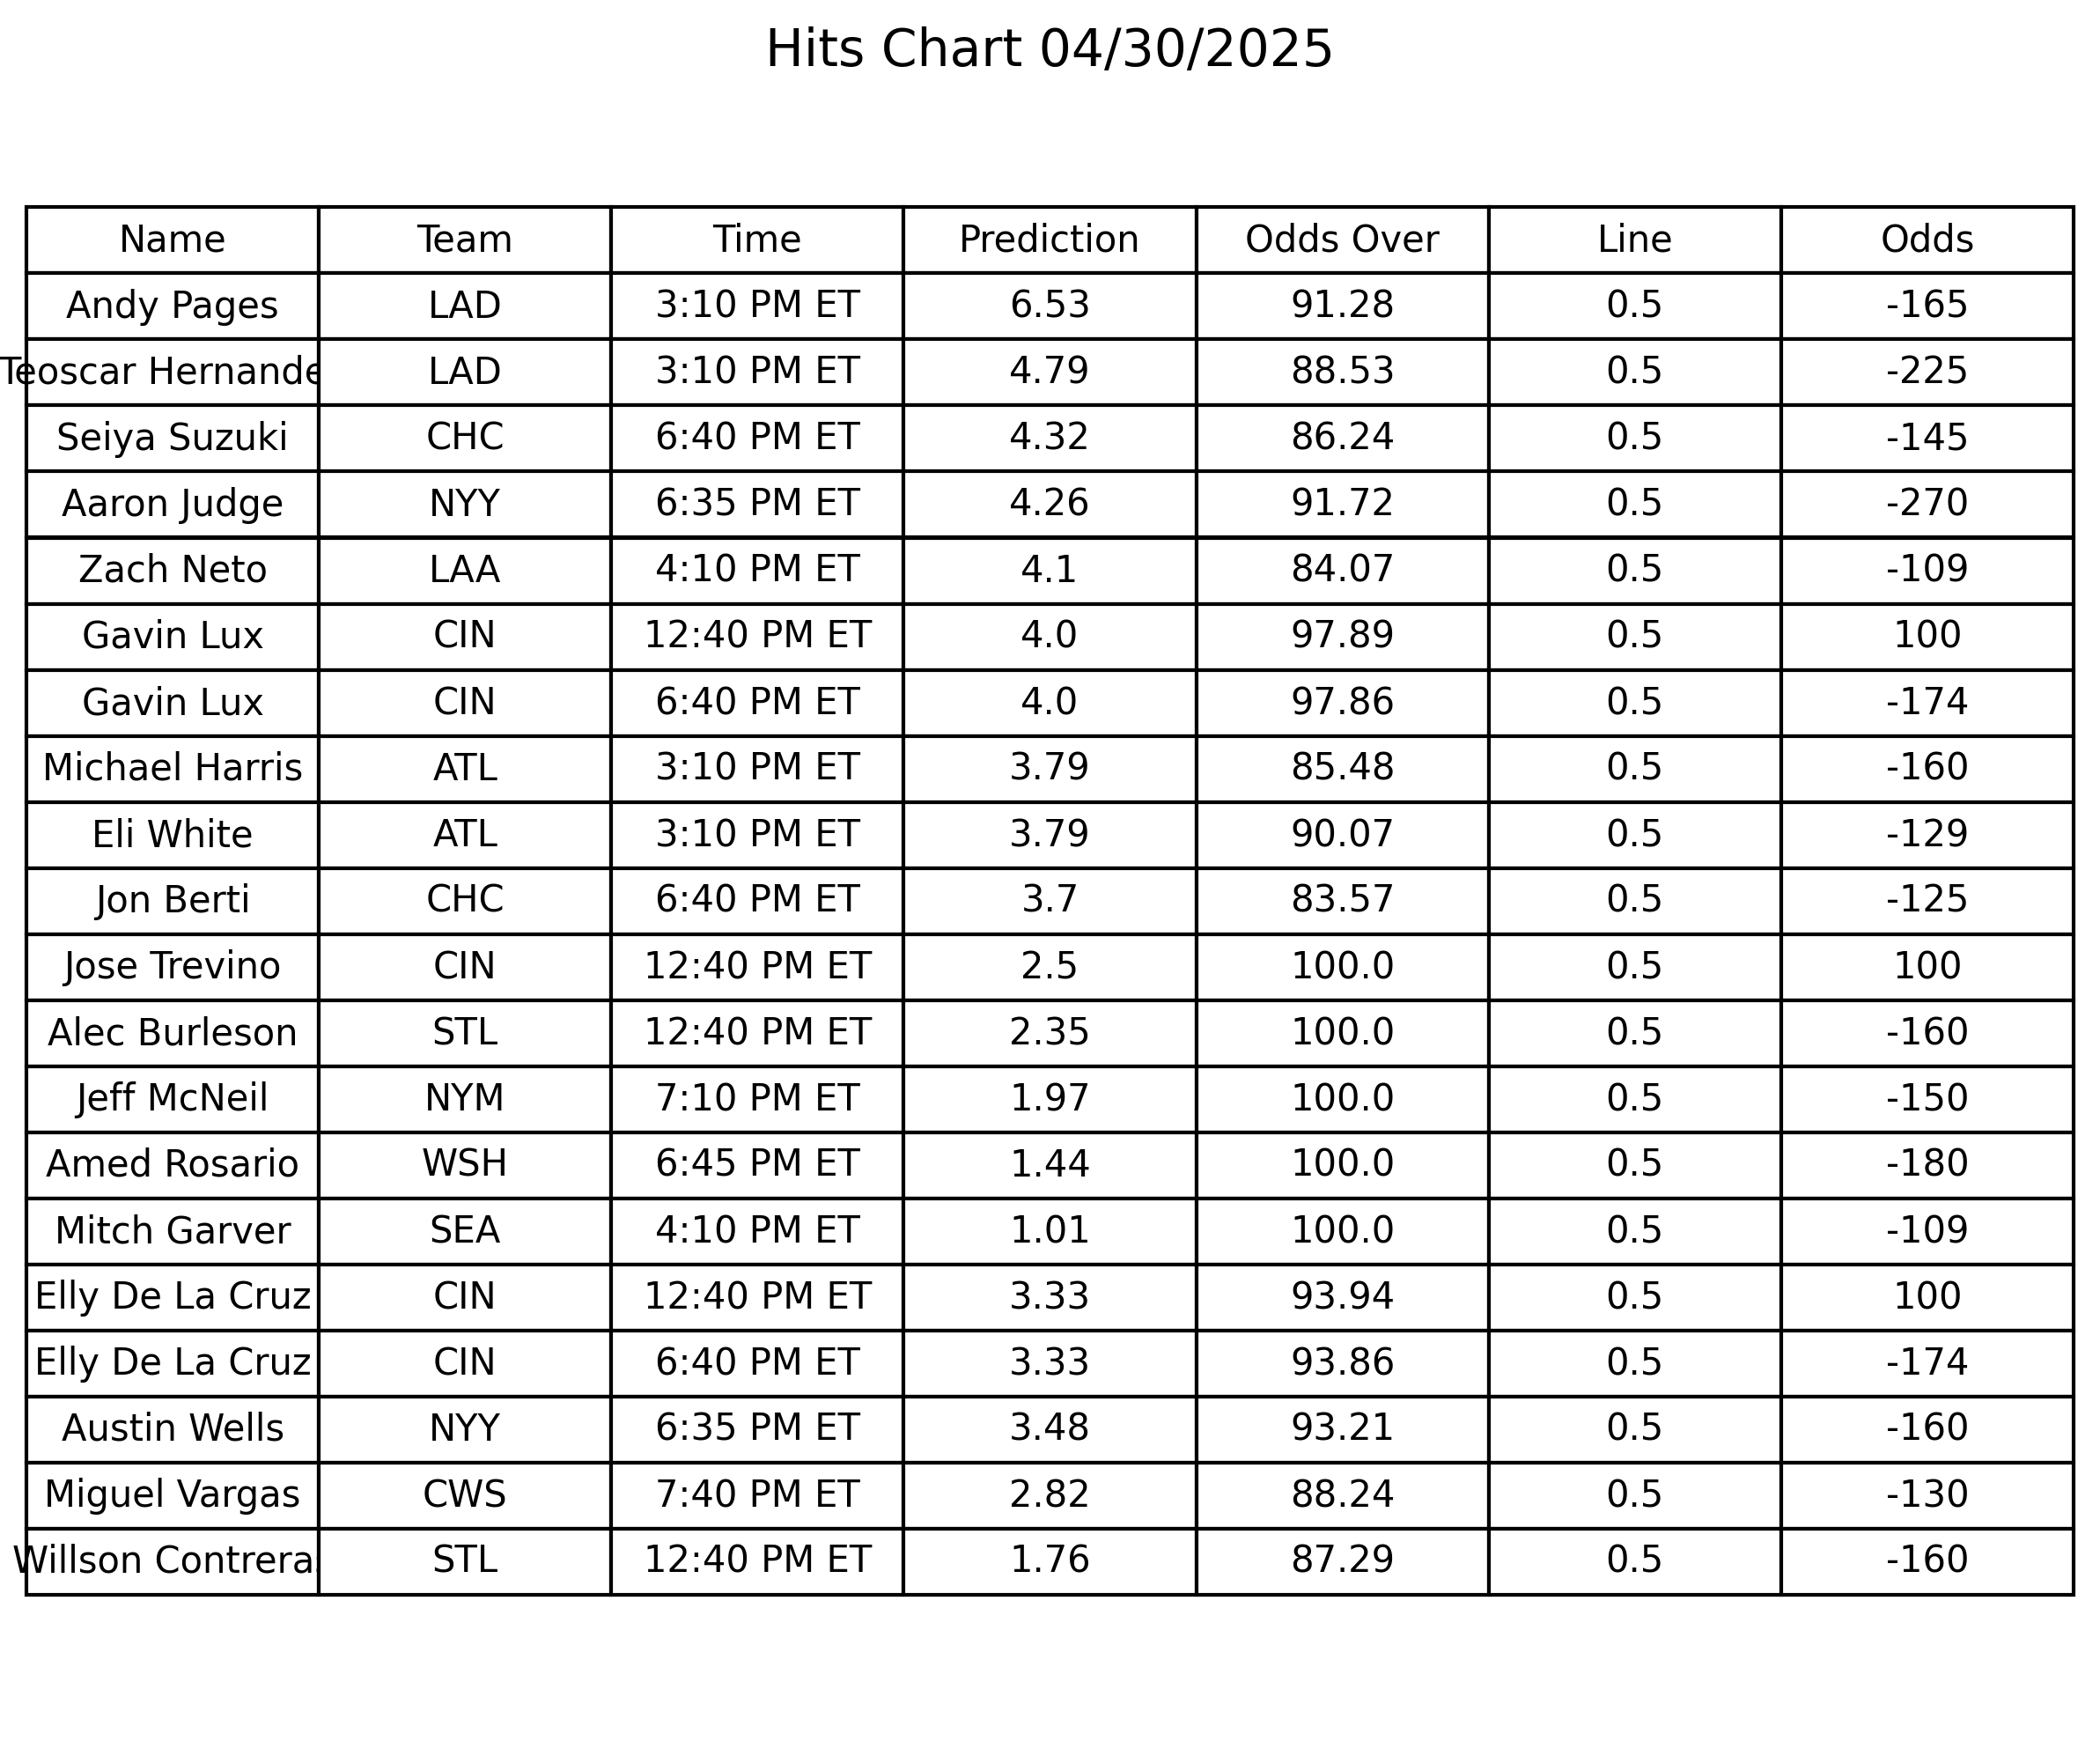 Hits Chart 04/30/2025
Name Team Time Prediction Odds Over Line Odds
Andy Pages LAD 3:10 PM ET 6.53 91.28 0.5 -165
Teoscar Hernande LAD 3:10 PM ET 4.79 88.53 0.5 -225
Seiya Suzuki CHC 6:40 PM ET 4.32 86.24 0.5 -145
Aaron Judge NYY 6:35 PM ET 4.26 91.72 0.5 -270
Zach Neto LAA 4:10 PM ET 4.1 84.07 0.5 -109
Gavin Lux CIN 12:40 PM ET 4.0 97.89 0.5 100
Gavin Lux CIN 6:40 PM ET 4.0 97.86 0.5 -174
Michael Harris ATL 3:10 PM ET 3.79 85.48 0.5 -160
Eli White ATL 3:10 PM ET 3.79 90.07 0.5 -129
Jon Berti CHC 6:40 PM ET 3.7 83.57 0.5 -125
Jose Trevino CIN 12:40 PM ET 2.5 100.0 0.5 100
Alec Burleson STL 12:40 PM ET 2.35 100.0 0.5 -160
Jeff McNeil NYM 7:10 PM ET 1.97 100.0 0.5 -150
Amed Rosario WSH 6:45 PM ET 1.44 100.0 0.5 -180
Mitch Garver SEA 4:10 PM ET 1.01 100.0 0.5 -109
Elly De La Cruz CIN 12:40 PM ET 3.33 93.94 0.5 100
Elly De La Cruz CIN 6:40 PM ET 3.33 93.86 0.5 -174
Austin Wells NYY 6:35 PM ET 3.48 93.21 0.5 -160
Miguel Vargas CWS 7:40 PM ET 2.82 88.24 0.5 -130
Willson Contrera STL 12:40 PM ET 1.76 87.29 0.5 -160